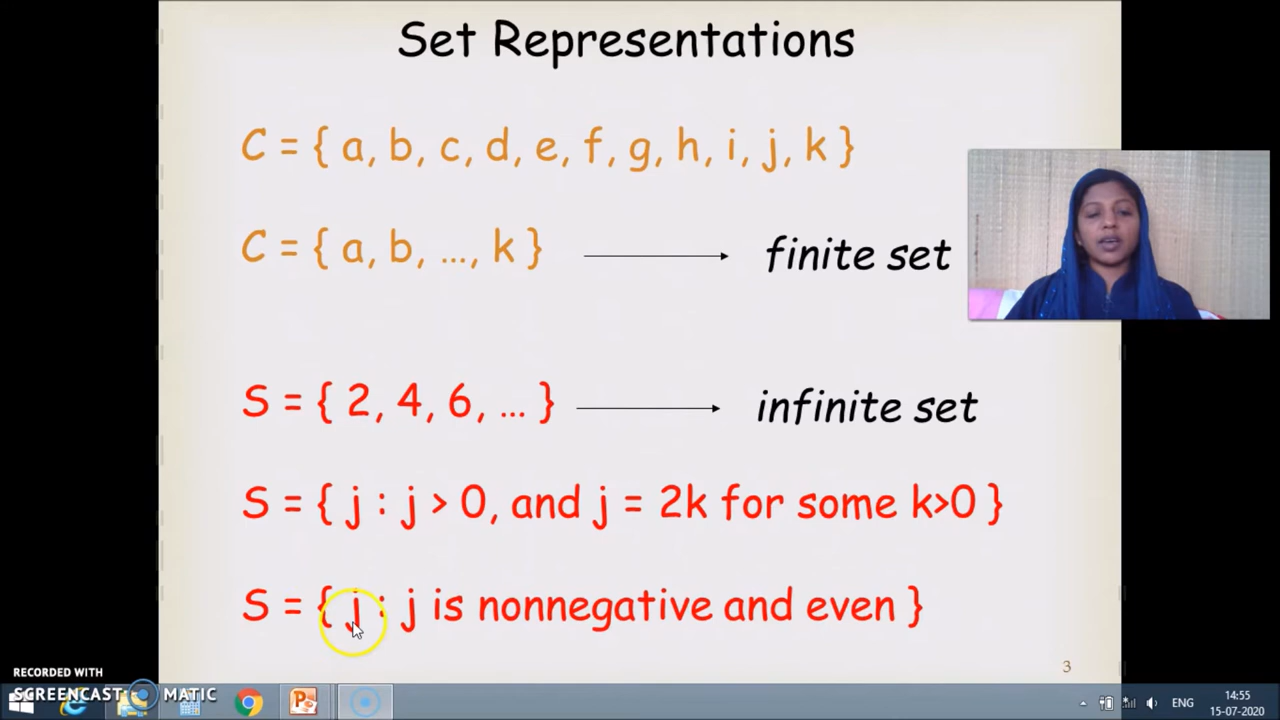 Set Representations
C = { a, b, c, d, e, f, g, h, i, j, k }
C = { a, b, …, k }
finite set
S = { 2, 4, 6, … }
infinite set
S = { j : j > 0, and j = 2k for some k>0 }
S = { j : j is nonnegative and even }
3
RECORDED WITH
SCREENCAST MATIC
ENG
14:55
15-07-2020